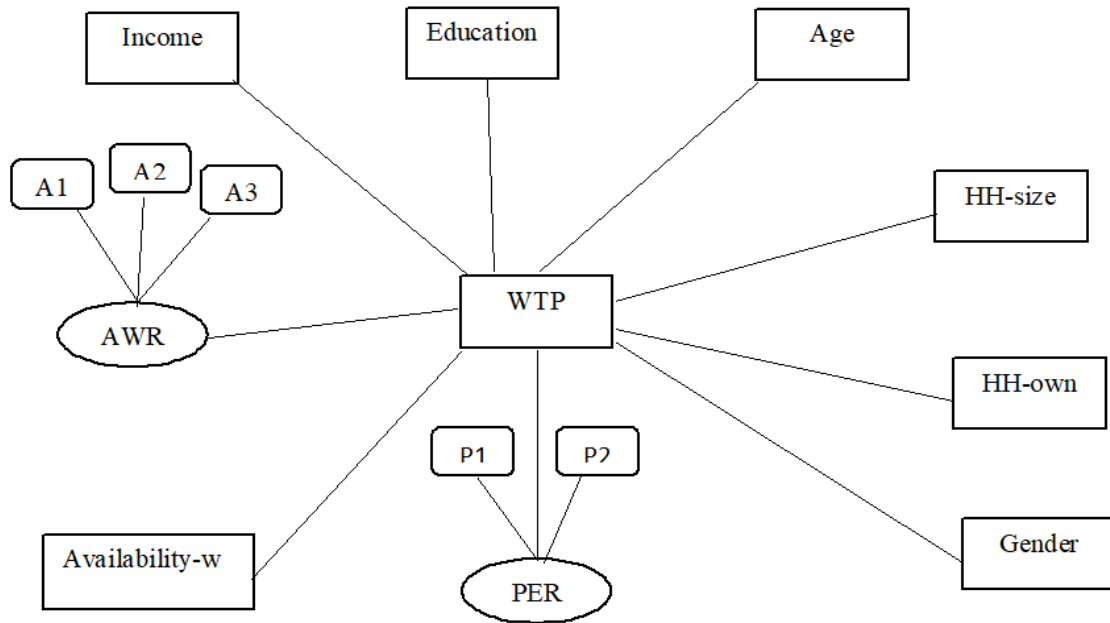 Income
Education
Age
A1
A2
A3
HH-size
WTP
AWR
HH-own
P1
P2
Availability-w
PER
Gender